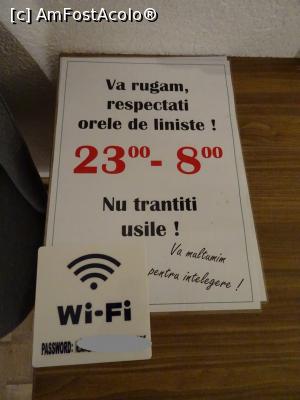 [c] AmFostAcolo®
Va rugam,
respectati
orele de liniste !
23⁰⁰- 8⁰⁰
Nu trantiti
usile !
Va multumim
pentru intelegere !
Wi-Fi
PASSWORD: